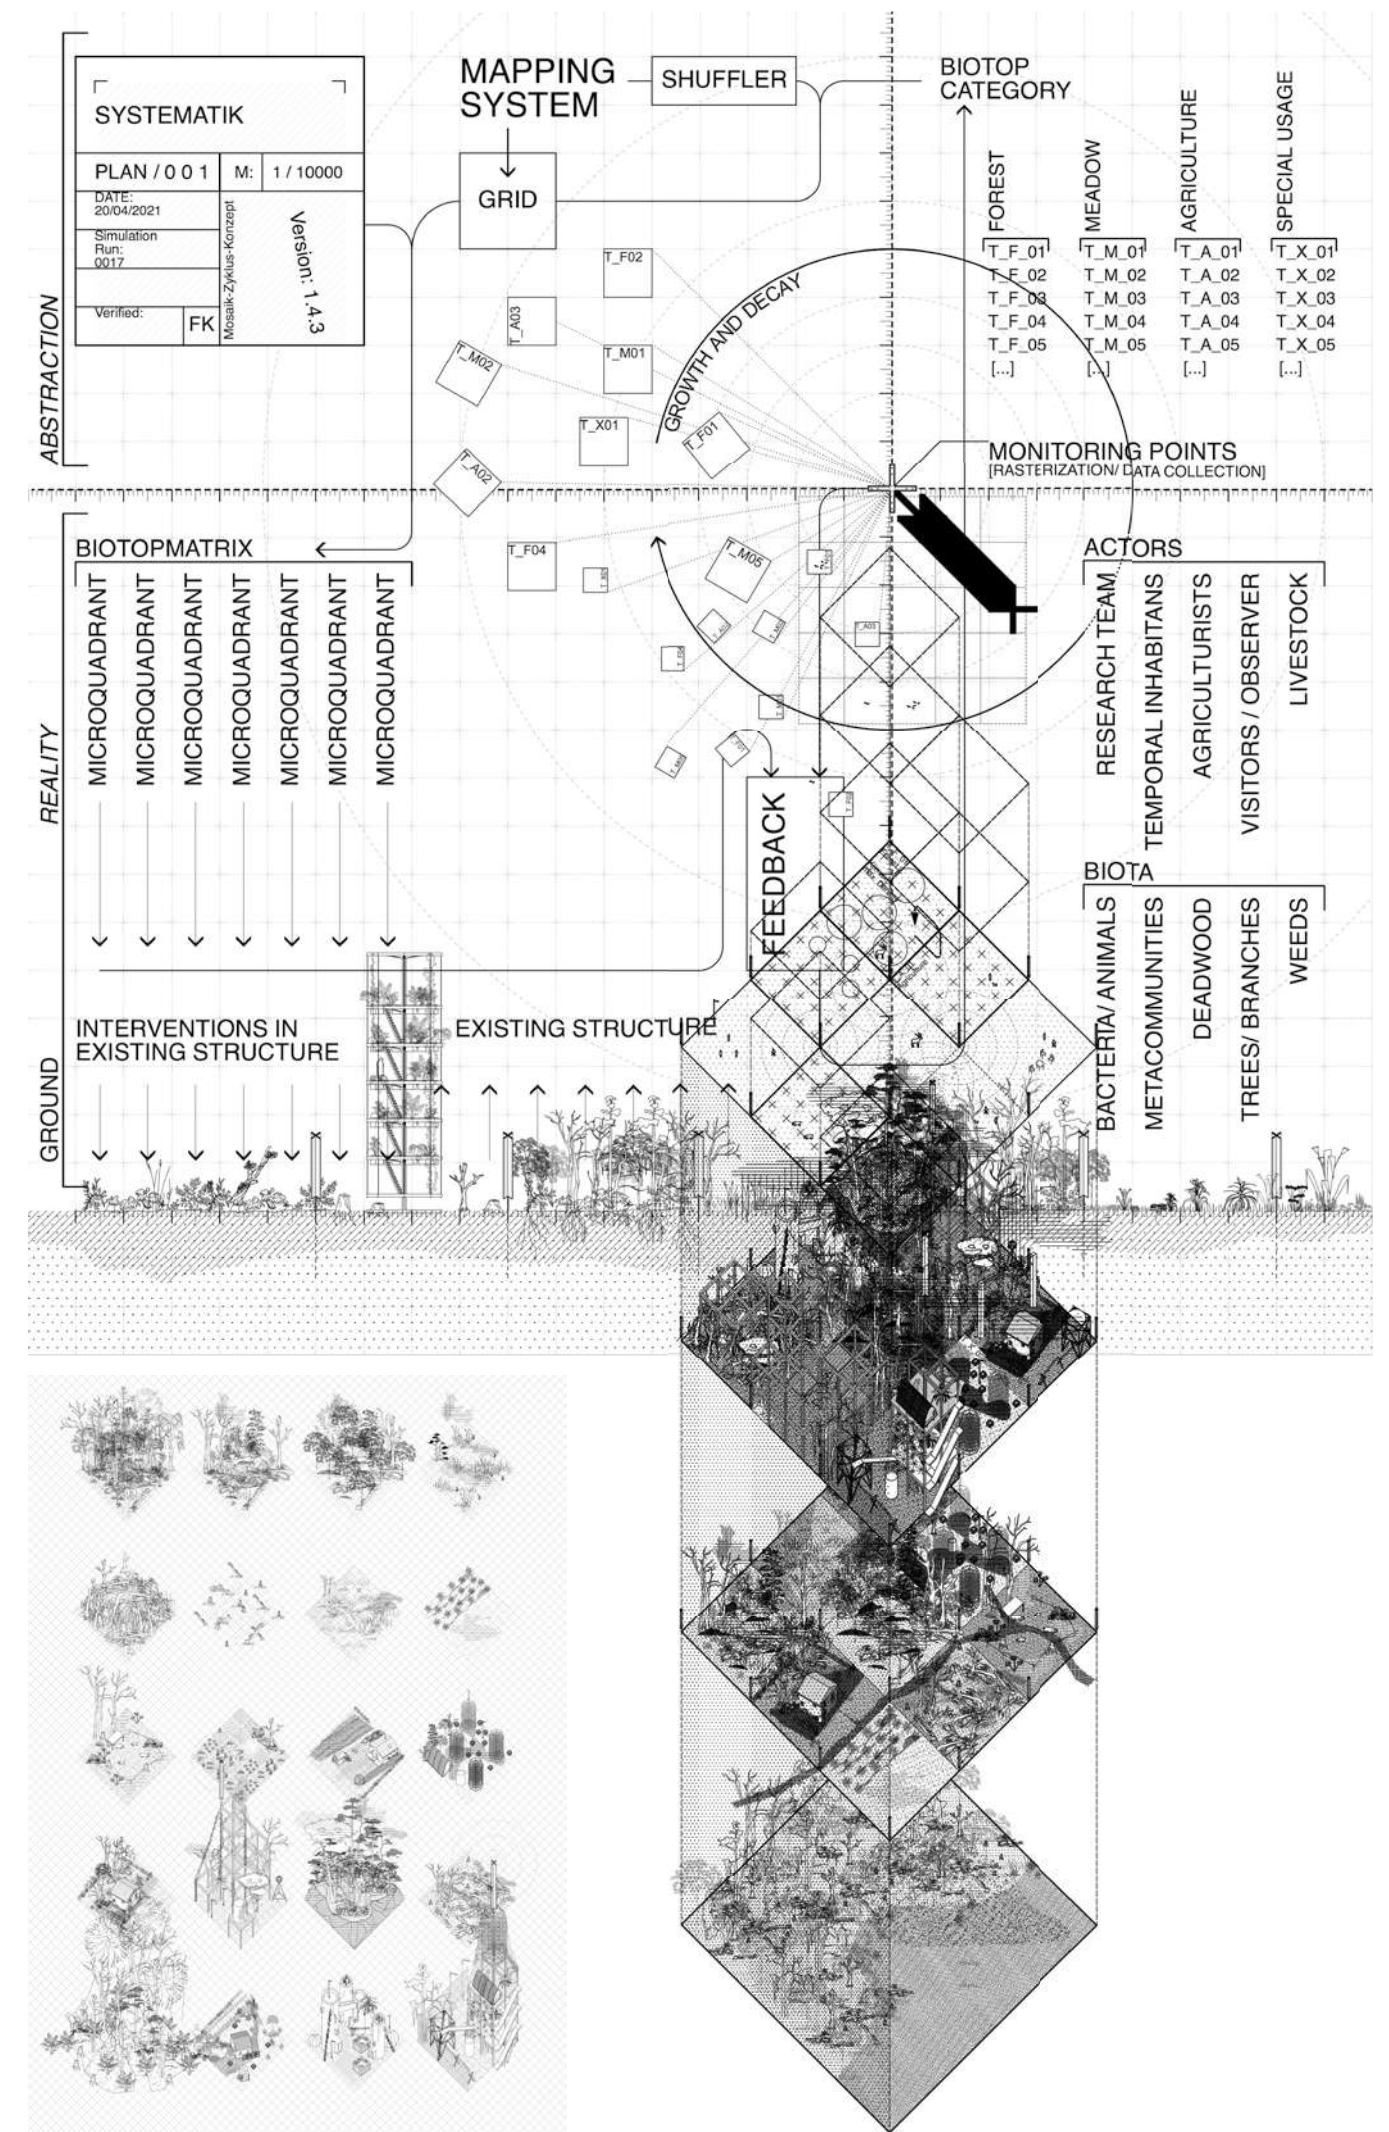 ABSTRACTION
SYSTEMATIK
PLAN / 0 0 1
M:
1 / 10000
DATE:
20/04/2021
Simulation
Run:
0017
Verified:
FK
Mosaik-Zyklus-Konzept
Version: 1.4.3
MAPPING
SYSTEM
SHUFFLER
GRID
BIOTOP
CATEGORY
FOREST
T_F_01
T_F_02
T_F_03
T_F_04
T_F_05
[...]
MEADOW
T_M_01
T_M_02
T_M_03
T_M_04
T_M_05
[...]
AGRICULTURE
T_A_01
T_A_02
T_A_03
T_A_04
T_A_05
[...]
SPECIAL USAGE
T_X_01
T_X_02
T_X_03
T_X_04
T_X_05
[...]
T_F02
T_A03
T_M01
T_M02
T_X01
T_F01
T_A02
GROWTH AND DECAY
MONITORING POINTS
[RASTERIZATION/ DATA COLLECTION]
T_F04
T_M05
T_A03
REALITY
BIOTOPMATRIX
MICROQUADRANT
MICROQUADRANT
MICROQUADRANT
MICROQUADRANT
MICROQUADRANT
MICROQUADRANT
MICROQUADRANT
ACTORS
RESEARCH TEAM
TEMPORAL INHABITANS
AGRICULTURISTS
VISITORS / OBSERVER
LIVESTOCK
FEEDBACK
BIOTA
BACTERIA/ ANIMALS
METACOMMUNITIES
DEADWOOD
TREES/ BRANCHES
WEEDS
GROUND
INTERVENTIONS IN
EXISTING STRUCTURE
EXISTING STRUCTURE